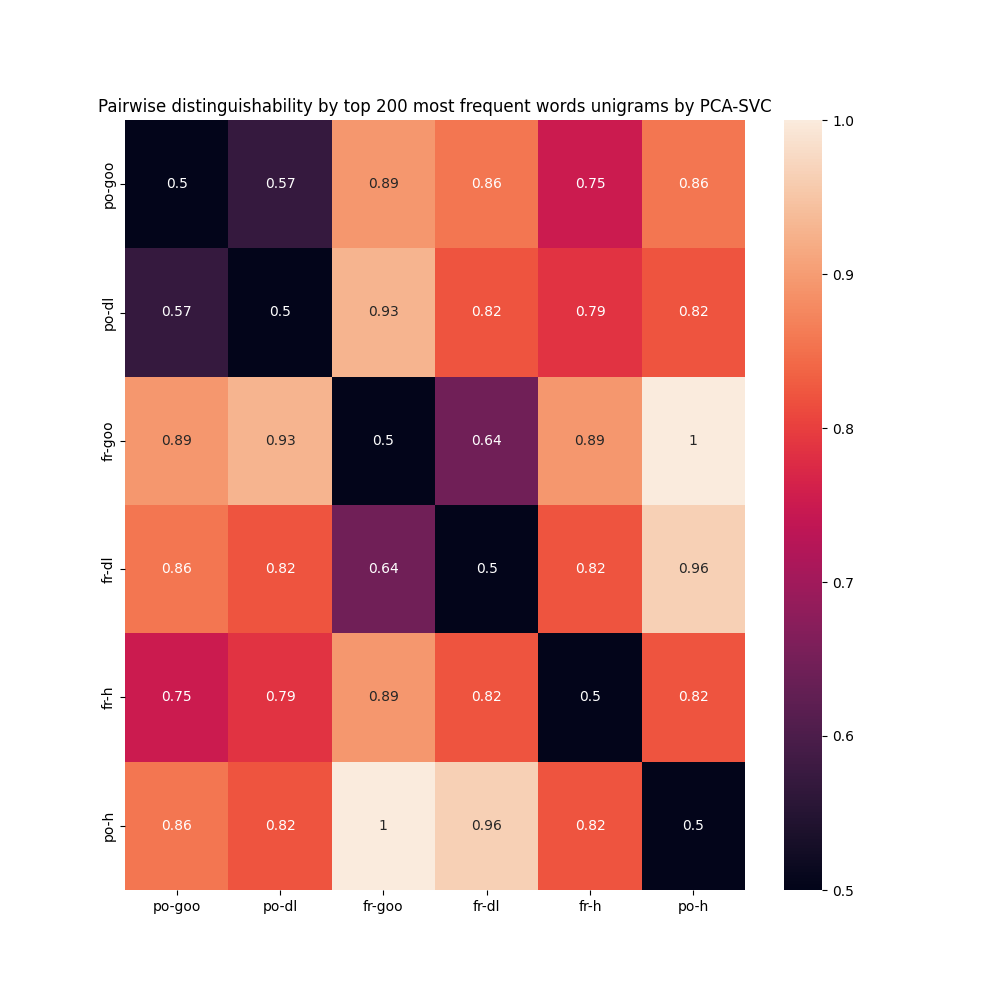 Pairwise distinguishability by top 200 most frequent words unigrams by PCA-SVC
po-goo 0.5 0.57 0.89 0.86 0.75 0.86
po-dl 0.57 0.5 0.93 0.82 0.79 0.82
fr-goo 0.89 0.93 0.5 0.64 0.89 1
fr-dl 0.86 0.82 0.64 0.5 0.82 0.96
fr-h 0.75 0.79 0.89 0.82 0.5 0.82
po-h 0.86 0.82 1 0.96 0.82 0.5
po-goo po-dl fr-goo fr-dl fr-h po-h
1.0
0.9
0.8
0.7
0.6
0.5